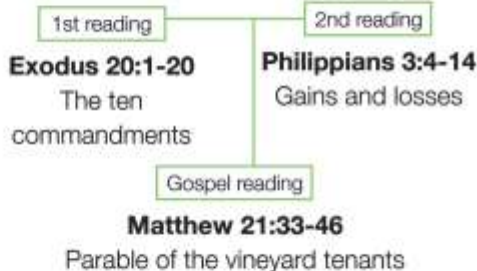 1st reading
Exodus 20:1-20
The ten
commandments
2nd reading
Philippians 3:4-14
Gains and losses
Gospel reading
Matthew 21:33-46
Parable of the vineyard tenants